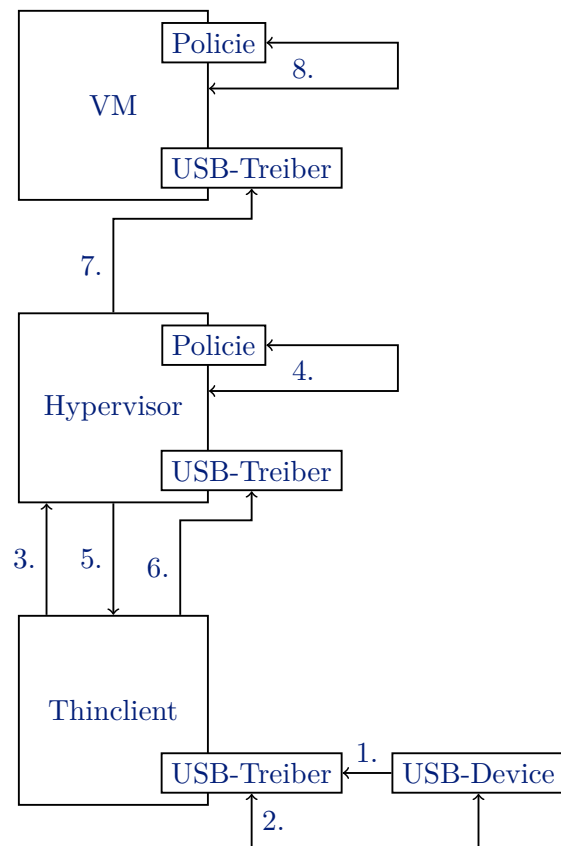 Policie
8.
VM
USB-Treiber
7.
Policie
4.
Hypervisor
USB-Treiber
3.
5.
6.
Thinclient
1.
USB-Treiber
USB-Device
2.